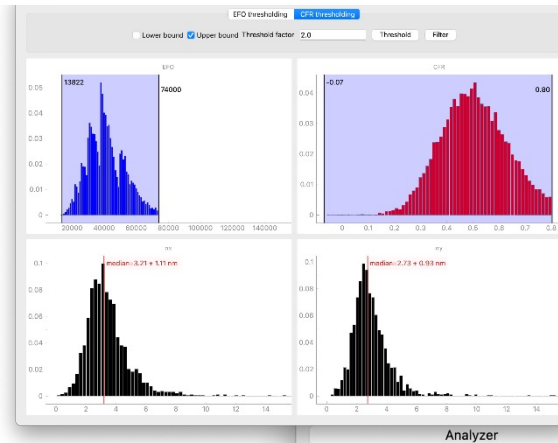 EFO thresholding CFR thresholding
Lower bound Upper bound Threshold factor 2.0 Threshold Filter
EFO
13822
74000
0.05
0.04
0.03
0.02
0.01
0
20000 40000 60000 80000 100000 120000 140000
CFR
-0.07
0.80
0.04
0.03
0.02
0.01
0
0 0.1 0.2 0.3 0.4 0.5 0.6 0.7 0.8
median=3.21 ± 1.11 nm
0.1
0.08
0.06
0.04
0.02
0
0 2 4 6 8 10 12 14
median=2.73 ± 0.93 nm
0.1
0.08
0.06
0.04
0.02
0
0 2 4 6 8 10 12 14
Analyzer